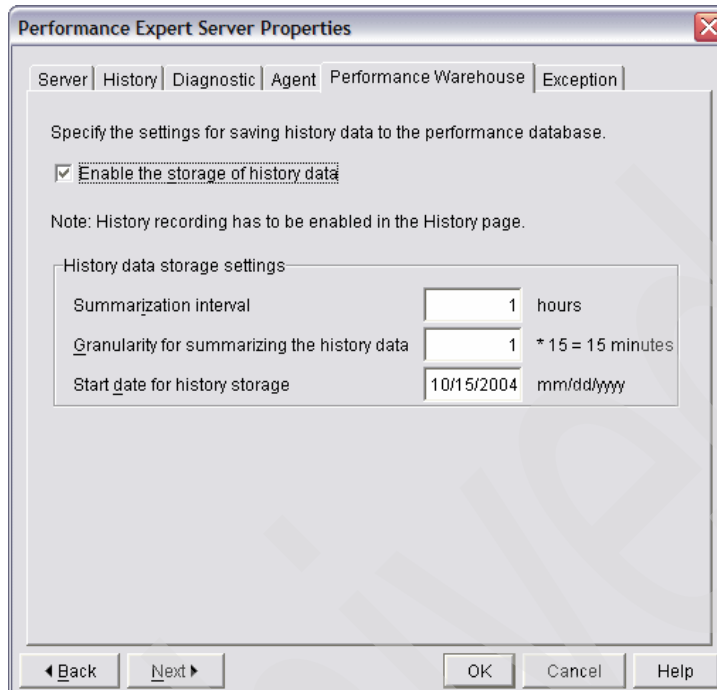 Performance Expert Server Properties
Server History Diagnostic Agent Performance Warehouse Exception
Specify the settings for saving history data to the performance database.
Enable the storage of history data
Note: History recording has to be enabled in the History page.
History data storage settings
Summarization interval 1 hours
Granularity for summarizing the history data 1 * 15 = 15 minutes
Start date for history storage 10/15/2004 mm/dd/yyyy
Back Next OK Cancel Help